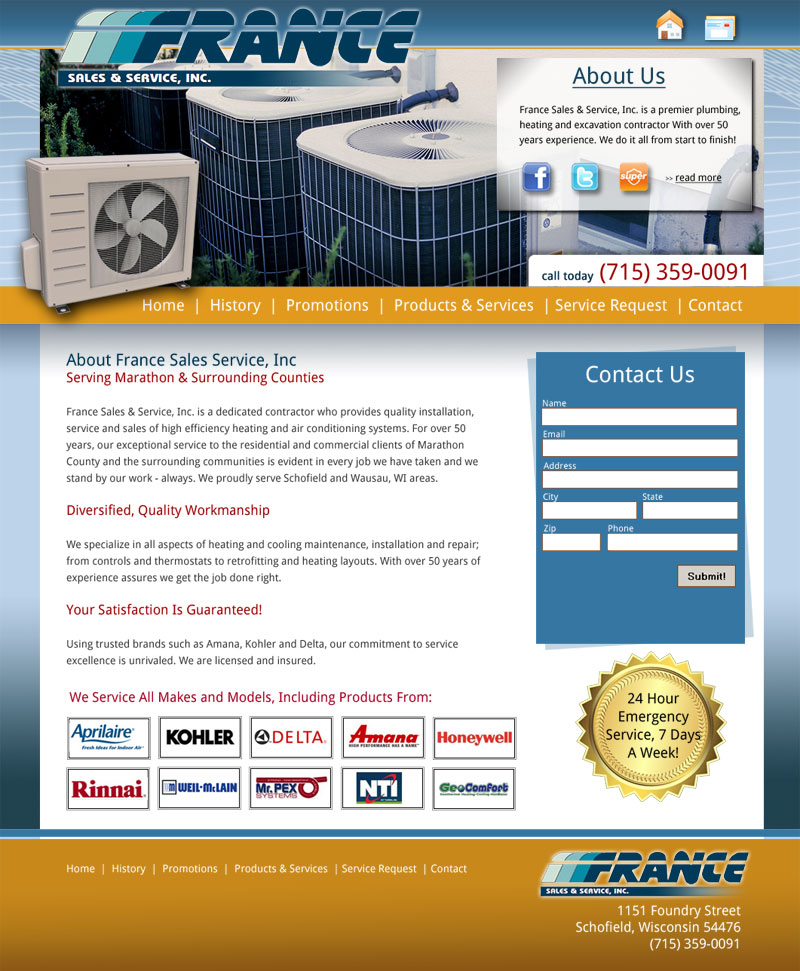 FRANCE
SALES & SERVICE, INC.
About Us
France Sales & Service, Inc. is a premier plumbing,
heating and excavation contractor With over 50
years experience. We do it all from start to finish!
super
>> read more
call today (715) 359-0091
Home | History | Promotions | Products & Services | Service Request | Contact
About France Sales Service, Inc
Serving Marathon & Surrounding Counties
France Sales & Service, Inc. is a dedicated contractor who provides quality installation,
service and sales of high efficiency heating and air conditioning systems. For over 50
years, our exceptional service to the residential and commercial clients of Marathon
County and the surrounding communities is evident in every job we have taken and we
stand by our work - always. We proudly serve Schofield and Wausau, WI areas.
Diversified, Quality Workmanship
We specialize in all aspects of heating and cooling maintenance, installation and repair;
from controls and thermostats to retrofitting and heating layouts. With over 50 years of
experience assures we get the job done right.
Your Satisfaction Is Guaranteed!
Using trusted brands such as Amana, Kohler and Delta, our commitment to service
excellence is unrivaled. We are licensed and insured.
We Service All Makes and Models, Including Products From:
Aprilaire
Fresh Ideas for Indoor Air
KOHLER
DELTA
Amana
HIGH PERFORMANCE HAS A NAME
Honeywell
Rinnai
WEIL-McLAIN
Mr. PEX
SYSTEMS
NTI
GeoComfort
Contact Us
Name
Email
Address
City State
Zip Phone
Submit!
24 Hour
Emergency
Service, 7 Days
A Week!
Home | History | Promotions | Products & Services | Service Request | Contact
FRANCE
SALES & SERVICE, INC.
1151 Foundry Street
Schofield, Wisconsin 54476
(715) 359-0091